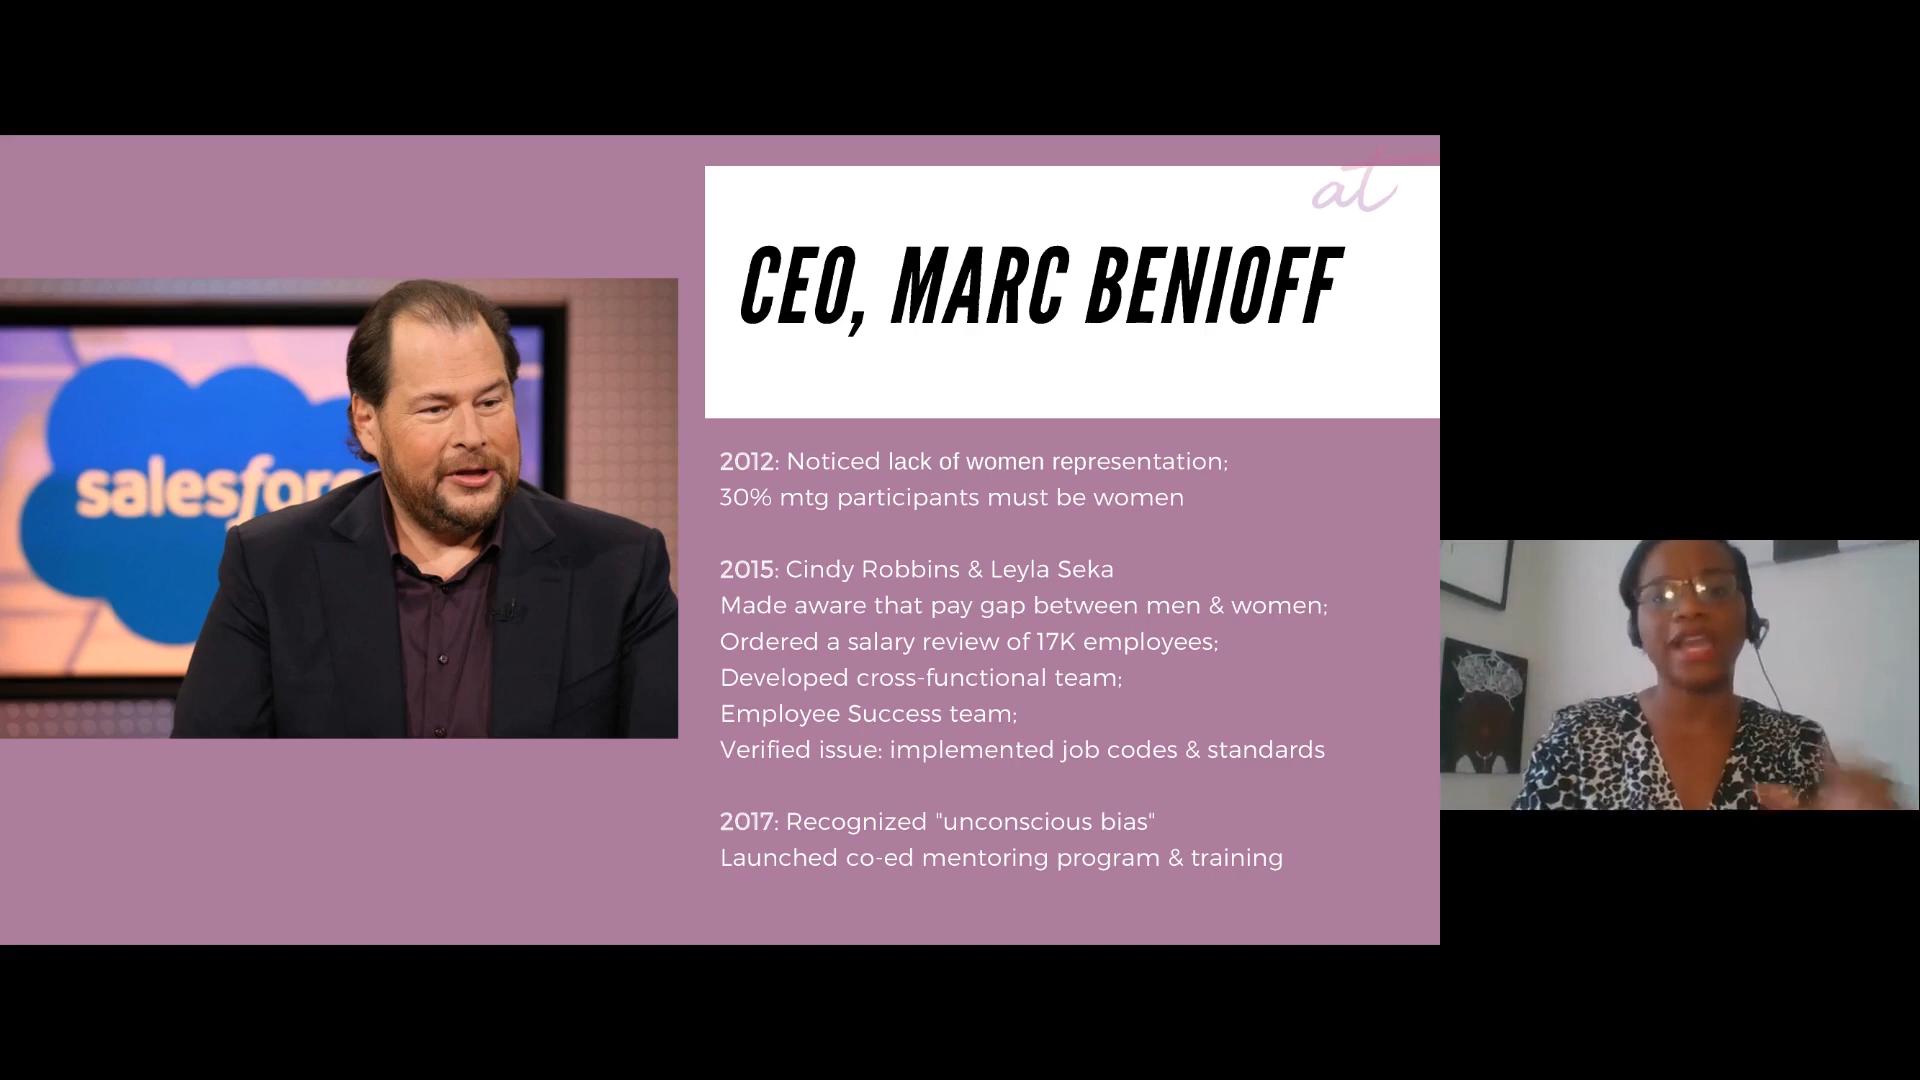 at
CEO, MARC BENIOFF
salesforc
2012: Noticed lack of women representation;
30% mtg participants must be women
2015: Cindy Robbins & Leyla Seka
Made aware that pay gap between men & women;
Ordered a salary review of 17K employees;
Developed cross-functional team;
Employee Success team;
Verified issue: implemented job codes & standards
2017: Recognized "unconscious bias"
Launched co-ed mentoring program & training